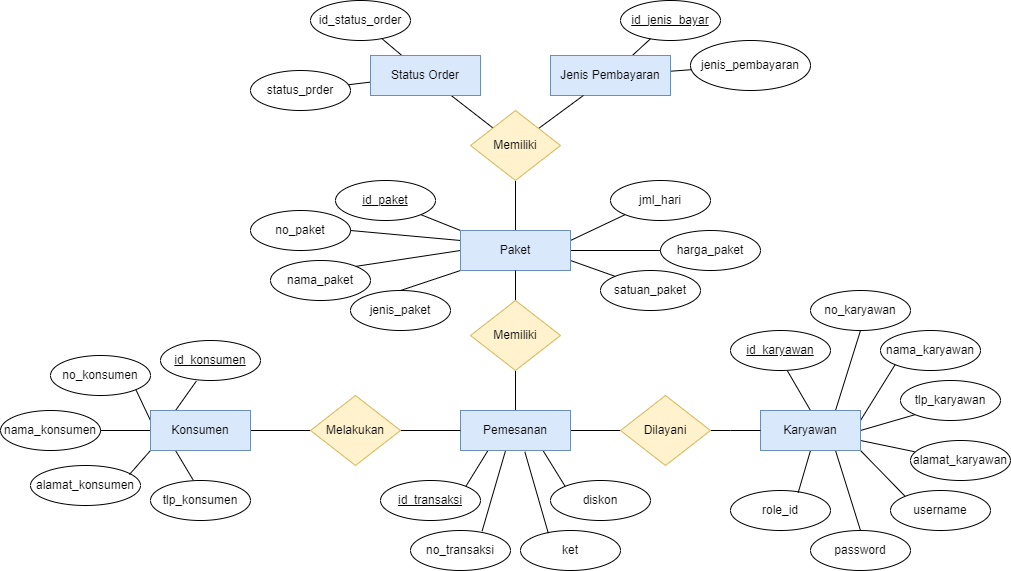 id_status_order
id_jenis_bayar
status_prder
Status Order
Jenis Pembayaran
jenis_pembayaran
Memiliki
id_paket
jml_hari
no_paket
Paket
harga_paket
nama_paket
satuan_paket
jenis_paket
no_karyawan
Memiliki
id_konsumen
id_karyawan
nama_karyawan
no_konsumen
tlp_karyawan
nama_konsumen
Konsumen
Melakukan
Pemesanan
Dilayani
Karyawan
alamat_karyawan
alamat_konsumen
tlp_konsumen
id_transaksi
diskon
role_id
username
no_transaksi
ket
password